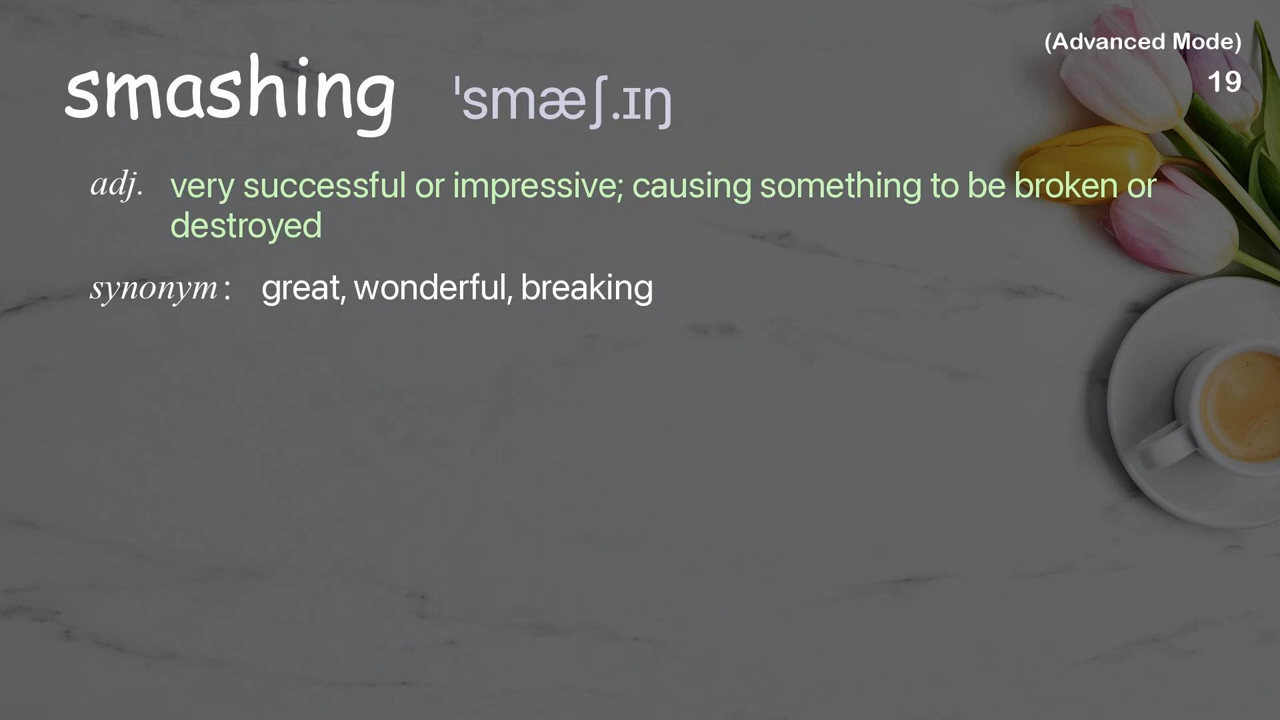 (Advanced Mode)
smashing ˈsmæʃ.ɪŋ
19
adj. very successful or impressive; causing something to be broken or
destroyed
synonym: great, wonderful, breaking